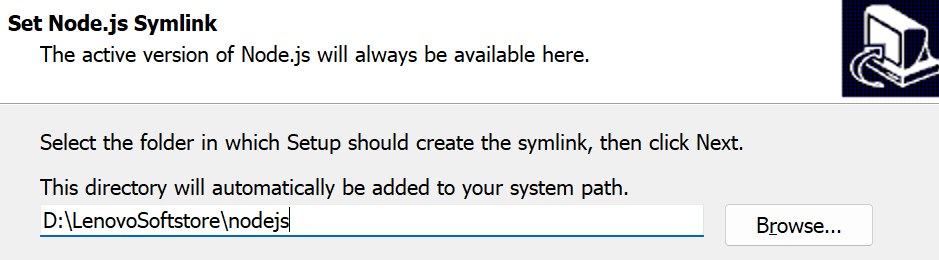 Set Node.js Symlink
The active version of Node.js will always be available here.
Select the folder in which Setup should create the symlink, then click Next.
This directory will automatically be added to your system path.
D:\LenovoSoftstore\nodejs
Browse...